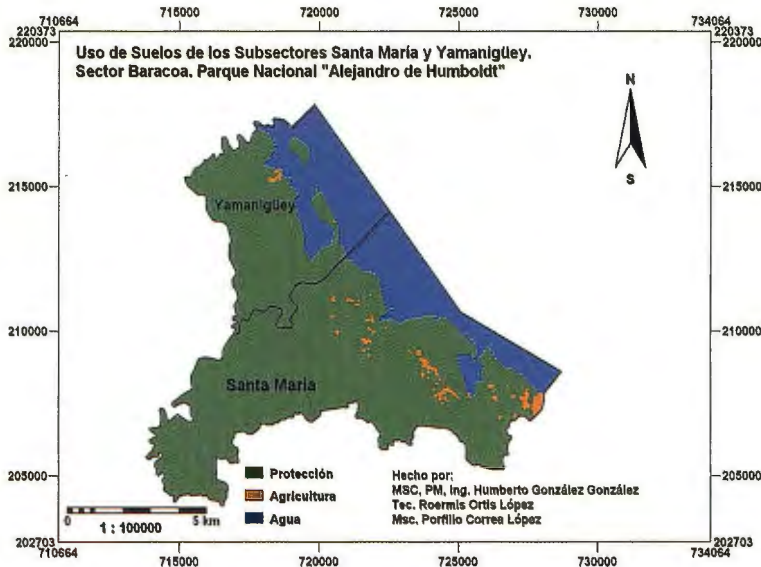 710664 715000 720000 725000 730000 734064
220373 220373
220000 220000
Uso de Suelos de los Subsectores Santa María y Yamanigüey.
Sector Baracoa. Parque Nacional "Alejandro de Humboldt"
N
S
215000 215000
Yamanigüey
210000 210000
Santa María
205000 205000
Protección
Agricultura
Agua
Hecho por:
MSC, PM, Ing. Humberto González González
Tec. Roermis Ortis López
Msc. Porfilio Correa López
0 5 km
1 : 100000
202703 202703
710664 715000 720000 725000 730000 734064